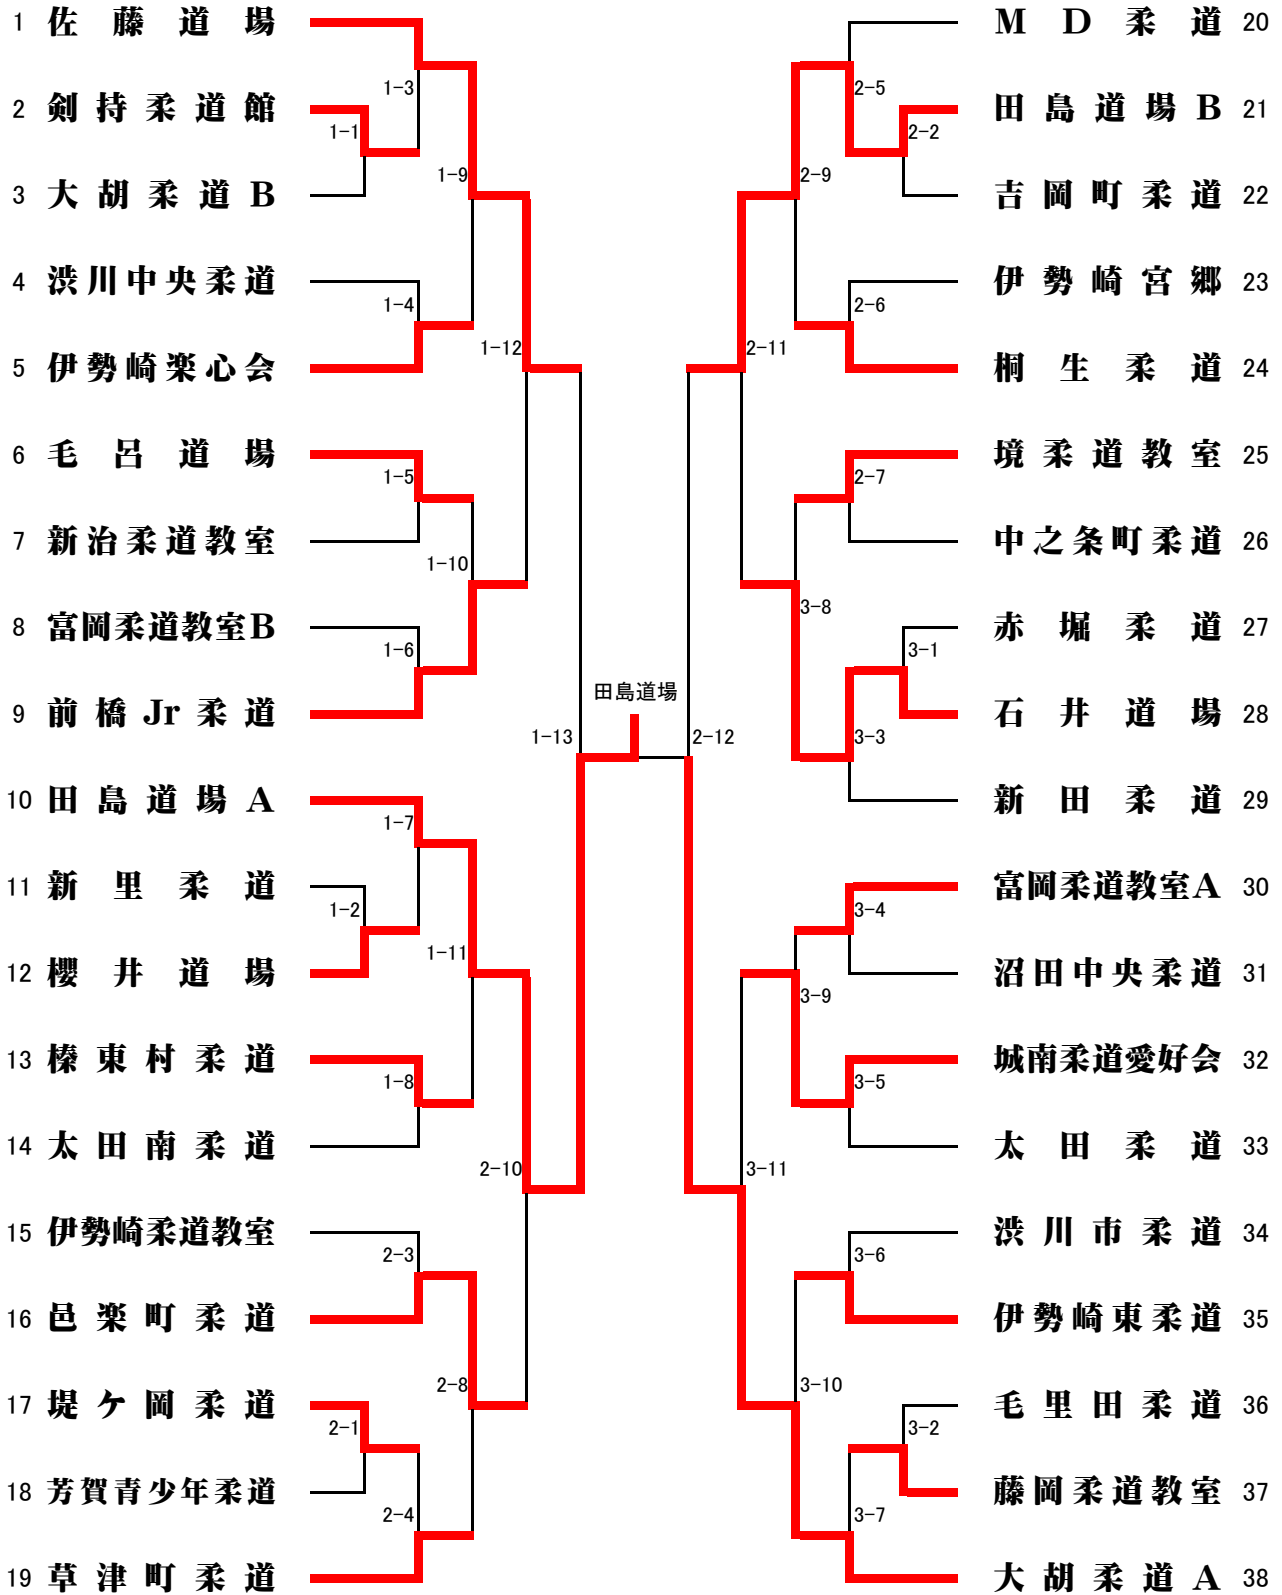 1 佐藤道場
1-3
2 剣持柔道館
1-1
3 大胡柔道B
1-9
4 渋川中央柔道
1-4
5 伊勢崎楽心会
1-12
6 毛呂道場
1-5
7 新治柔道教室
1-10
8 富岡柔道教室B
1-6
9 前橋Jr柔道
1-13
10 田島道場A
1-7
11 新里柔道
1-2
12 櫻井道場
1-11
13 榛東村柔道
1-8
14 太田南柔道
2-10
15 伊勢崎柔道教室
2-3
16 邑楽町柔道
2-8
17 堤ケ岡柔道
2-1
18 芳賀青少年柔道
2-4
19 草津町柔道
田島道場
MD柔道 20
2-5
田島道場B 21
2-2
吉岡町柔道 22
2-9
伊勢崎宮郷 23
2-6
桐生柔道 24
2-11
境柔道教室 25
2-7
中之条町柔道 26
3-8
赤堀柔道 27
3-1
石井道場 28
3-3
2-12
新田柔道 29
富岡柔道教室A 30
3-4
沼田中央柔道 31
3-9
城南柔道愛好会 32
3-5
太田柔道 33
3-11
渋川市柔道 34
3-6
伊勢崎東柔道 35
3-10
毛里田柔道 36
3-2
藤岡柔道教室 37
3-7
大胡柔道A 38